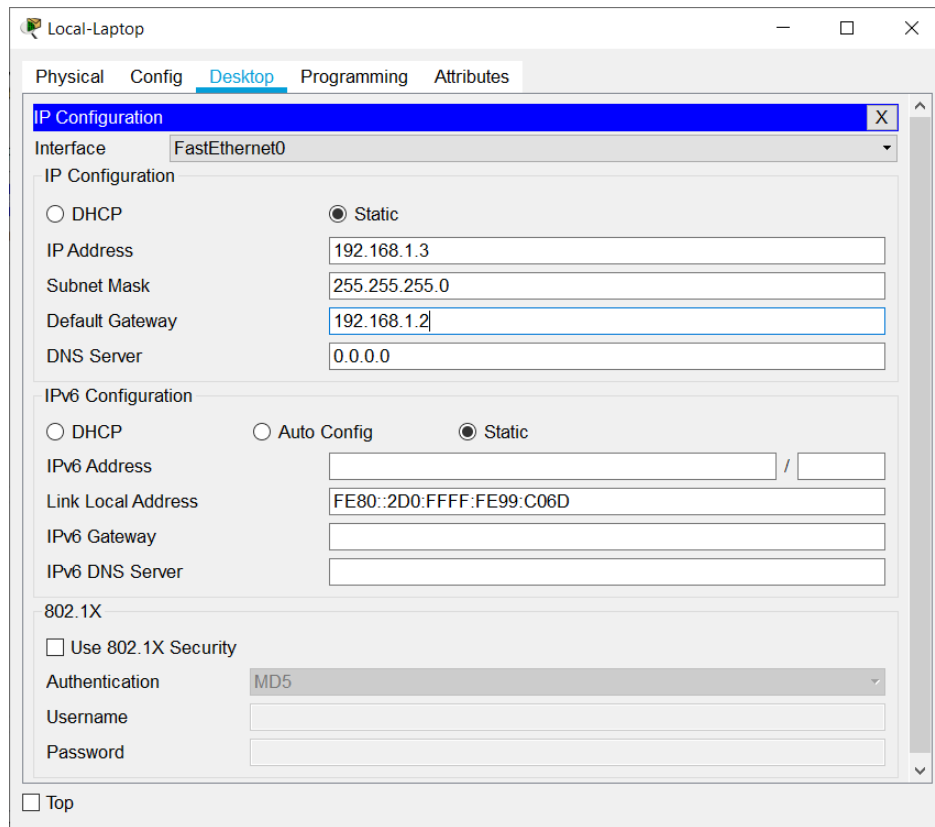 Local-Laptop
Physical Config Desktop Programming Attributes
IP Configuration X
Interface FastEthernet0
IP Configuration
DHCP Static
IP Address 192.168.1.3
Subnet Mask 255.255.255.0
Default Gateway 192.168.1.2
DNS Server 0.0.0.0
IPv6 Configuration
DHCP Auto Config Static
IPv6 Address /
Link Local Address FE80::2D0:FFFF:FE99:C06D
IPv6 Gateway
IPv6 DNS Server
802.1X
Use 802.1X Security
Authentication MD5
Username
Password
Top